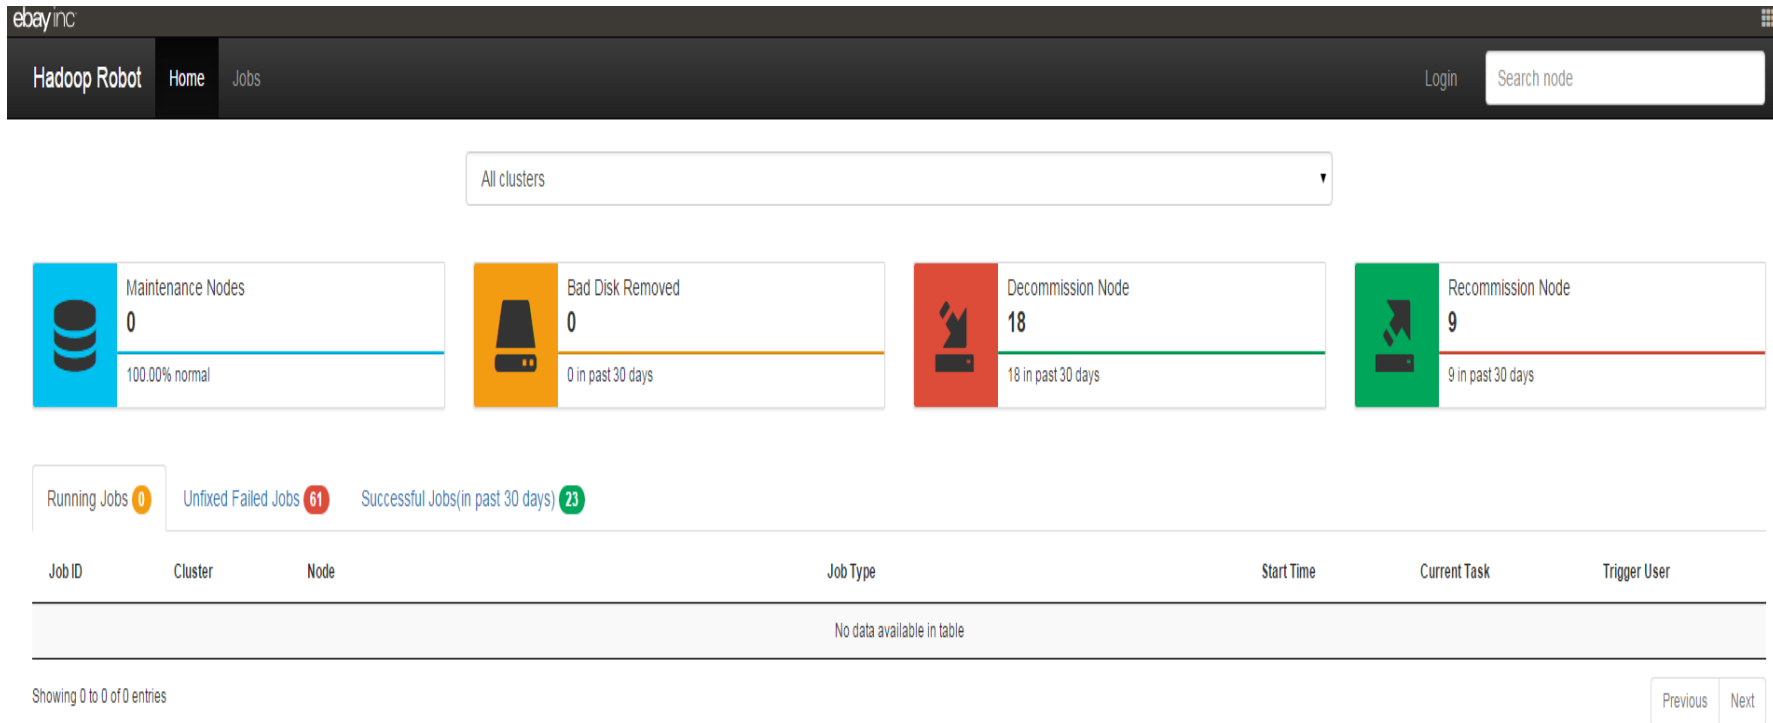 ebay inc
Hadoop Robot Home Jobs Login Search node
All clusters
Maintenance Nodes
0
100.00% normal
Bad Disk Removed
0
0 in past 30 days
Decommission Node
18
18 in past 30 days
Recommission Node
9
9 in past 30 days
Running Jobs 0 Unfixed Failed Jobs 61 Successful Jobs(in past 30 days) 23
Job ID Cluster Node Job Type Start Time Current Task Trigger User
No data available in table
Showing 0 to 0 of 0 entries Previous Next